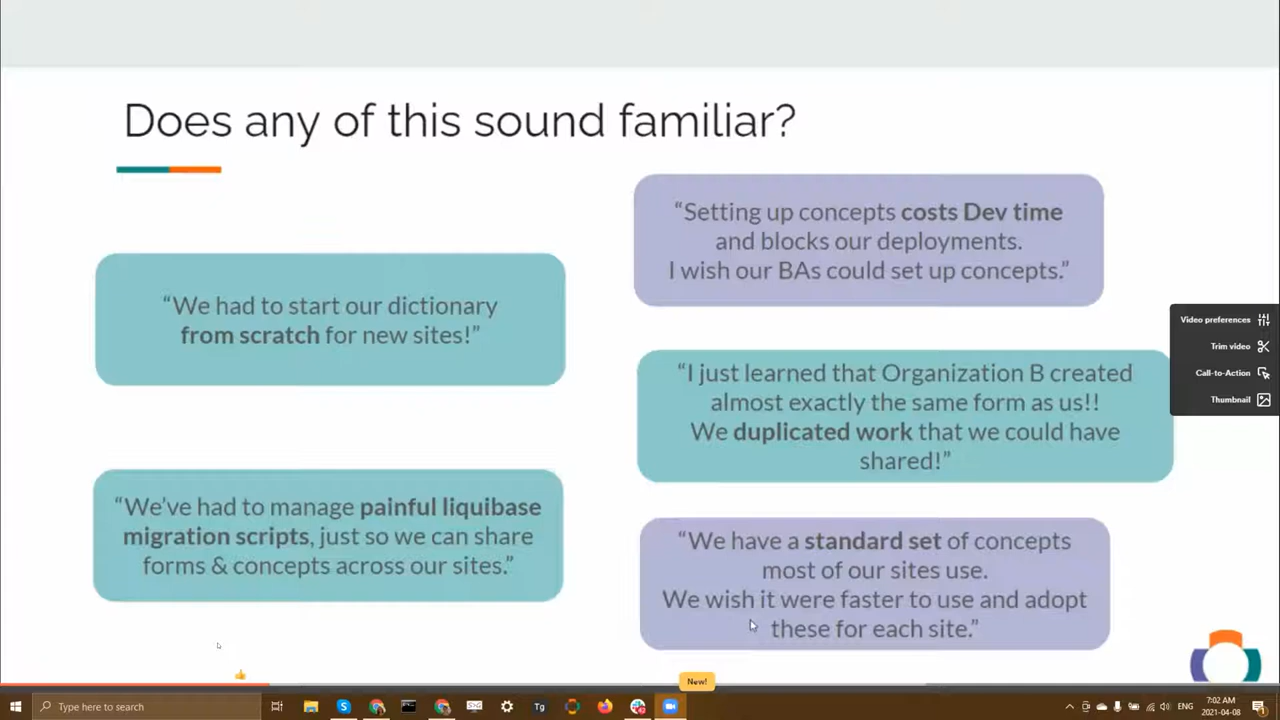 Does any of this sound familiar?
“Setting up concepts costs Dev time
and blocks our deployments.
I wish our BAs could set up concepts.”
“We had to start our dictionary
from scratch for new sites!”
“I just learned that Organization B created
almost exactly the same form as us!!
We duplicated work that we could have
shared!”
“We’ve had to manage painful liquibase
migration scripts, just so we can share
forms & concepts across our sites.”
“We have a standard set of concepts
most of our sites use.
We wish it were faster to use and adopt
these for each site.”
Video preferences
Trim video
Call-to-Action
Thumbnail
New!
Type here to search
Tg
ENG
7:02 AM
2021-04-08